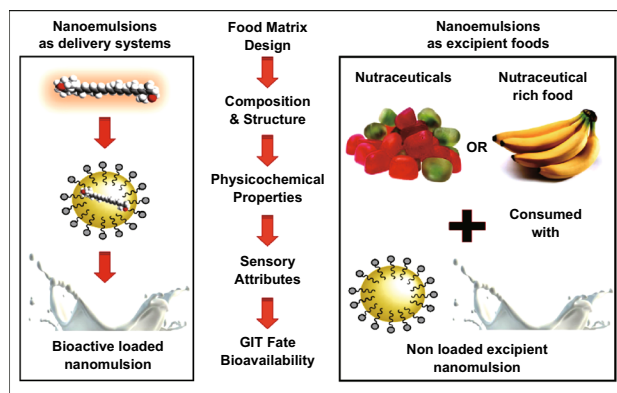 Nanoemulsions
as delivery systems
Bioactive loaded
nanomulsion
Food Matrix
Design
Composition
& Structure
Physicochemical
Properties
Sensory
Attributes
GIT Fate
Bioavailability
Nanoemulsions
as excipient foods
Nutraceuticals
OR
Nutraceutical
rich food
Consumed
with
Non loaded excipient
nanomulsion